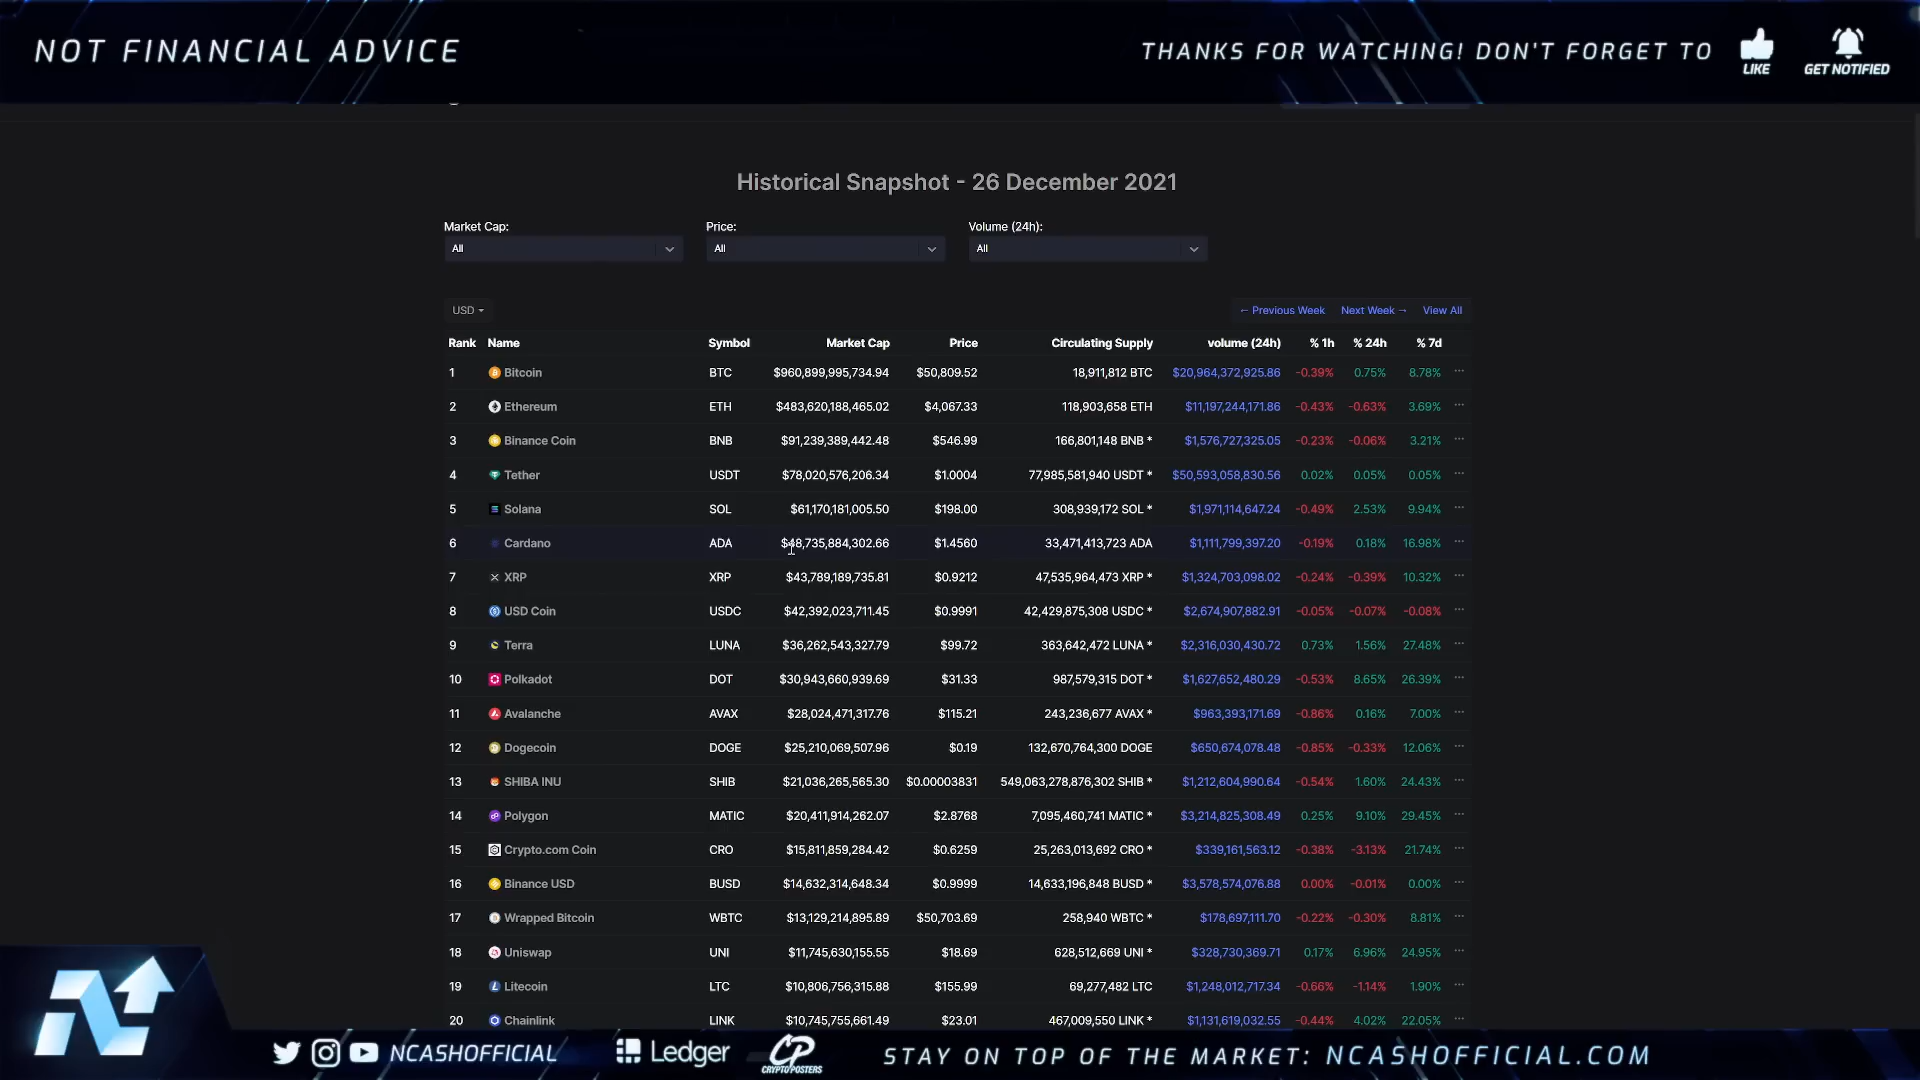 NOT FINANCIAL ADVICE
THANKS FOR WATCHING! DON'T FORGET TO
LIKE
GET NOTIFIED
Historical Snapshot - 26 December 2021
Market Cap: Price: Volume (24h):
All All All
USD
← Previous Week Next Week → View All
Rank Name Symbol Market Cap Price Circulating Supply volume (24h) % 1h % 24h % 7d
1 Bitcoin BTC $960,899,995,734.94 $50,809.52 18,911,812 BTC $20,964,372,925.86 -0.39% 0.75% 8.78% ...
2 Ethereum ETH $483,620,188,465.02 $4,067.33 118,903,658 ETH $11,197,244,171.86 -0.43% -0.63% 3.69% ...
3 Binance Coin BNB $91,239,389,442.48 $546.99 166,801,148 BNB * $1,576,727,325.05 -0.23% -0.06% 3.21% ...
4 Tether USDT $78,020,576,206.34 $1.0004 77,985,581,940 USDT * $50,593,058,830.56 0.02% 0.05% 0.05% ...
5 Solana SOL $61,170,181,005.50 $198.00 308,939,172 SOL * $1,971,114,647.24 -0.49% 2.53% 9.94% ...
6 Cardano ADA $48,735,884,302.66 $1.4560 33,471,413,723 ADA $1,111,799,397.20 -0.19% 0.18% 16.98% ...
7 XRP XRP $43,789,189,735.81 $0.9212 47,535,964,473 XRP * $1,324,703,098.02 -0.24% -0.39% 10.32% ...
8 USD Coin USDC $42,392,023,711.45 $0.9991 42,429,875,308 USDC * $2,674,907,882.91 -0.05% -0.07% -0.08% ...
9 Terra LUNA $36,262,543,327.79 $99.72 363,642,472 LUNA * $2,316,030,430.72 0.73% 1.56% 27.48% ...
10 Polkadot DOT $30,943,660,939.69 $31.33 987,579,315 DOT * $1,627,652,480.29 -0.53% 8.65% 26.39% ...
11 Avalanche AVAX $28,024,471,317.76 $115.21 243,236,677 AVAX * $963,393,171.69 -0.86% 0.16% 7.00% ...
12 Dogecoin DOGE $25,210,069,507.96 $0.19 132,670,764,300 DOGE $650,674,078.48 -0.85% -0.33% 12.06% ...
13 SHIBA INU SHIB $21,036,265,565.30 $0.00003831 549,063,278,876,302 SHIB * $1,212,604,990.64 -0.54% 1.60% 24.43% ...
14 Polygon MATIC $20,411,914,262.07 $2.8768 7,095,460,741 MATIC * $3,214,825,308.49 0.25% 9.10% 29.45% ...
15 Crypto.com Coin CRO $15,811,859,284.42 $0.6259 25,263,013,692 CRO * $339,161,563.12 -0.38% -3.13% 21.74% ...
16 Binance USD BUSD $14,632,314,648.34 $0.9999 14,633,196,848 BUSD * $3,578,574,076.88 0.00% -0.01% 0.00% ...
17 Wrapped Bitcoin WBTC $13,129,214,895.89 $50,703.69 258,940 WBTC * $178,697,111.70 -0.22% -0.30% 8.81% ...
18 Uniswap UNI $11,745,630,155.55 $18.69 628,512,669 UNI * $328,730,369.71 0.17% 6.96% 24.95% ...
19 Litecoin LTC $10,806,756,315.88 $155.99 69,277,482 LTC $1,248,012,717.34 -0.66% -1.14% 1.90% ...
20 Chainlink LINK $10,745,755,661.49 $23.01 467,009,550 LINK * $1,131,619,032.55 -0.44% 4.02% 22.05% ...
NCASHOFFICIAL
Ledger
CP
CRYPTOPOSTERS
STAY ON TOP OF THE MARKET: NCASHOFFICIAL.COM